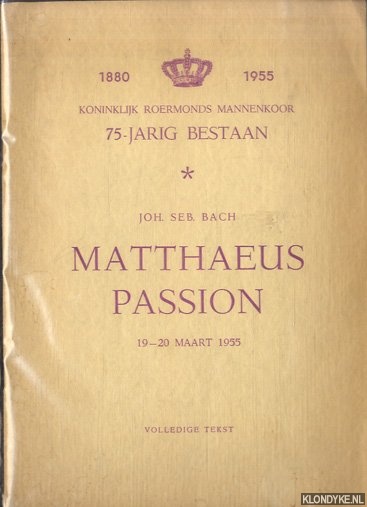 1880 1955
KONINKLIJK ROERMONDS MANNENKOOR
75-JARIG BESTAAN
*
JOH. SEB. BACH
MATTHAEUS
PASSION
19—20 MAART 1955
VOLLEDIGE TEKST
KLONDYKE.NL